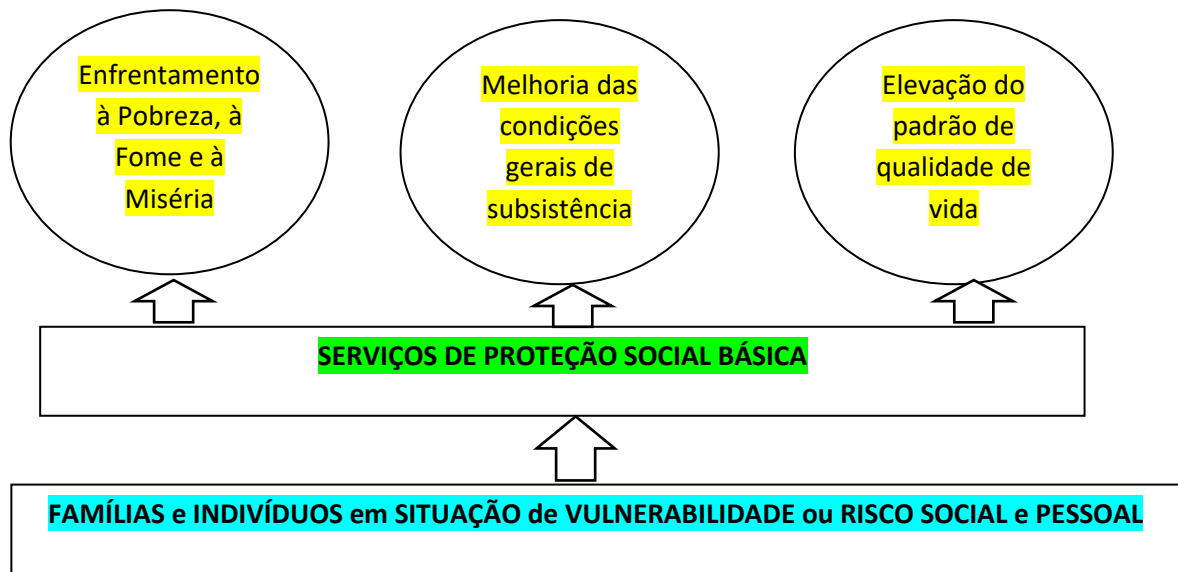 Enfrentamento
à Pobreza, à
Fome e à
Miséria
Melhoria das
condições
gerais de
subsistência
Elevação do
padrão de
qualidade de
vida
SERVIÇOS DE PROTEÇÃO SOCIAL BÁSICA
FAMÍLIAS e INDIVÍDUOS em SITUAÇÃO de VULNERABILIDADE ou RISCO SOCIAL e PESSOAL